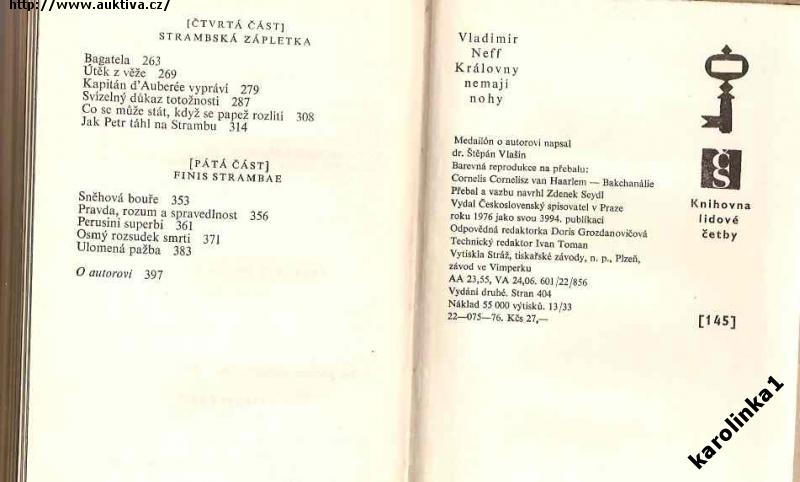 http://www.auktiva.cz/
[ČTVRTÁ ČÁST]
STRAMBSKÁ ZÁPLETKA
Bagatela 263
Útěk z věže 269
Kapitán d'Auberée vypráví 279
Svízelný důkaz totožnosti 287
Co se může stát, když se papež rozlítí 308
Jak Petr táhl na Strambu 314
[PÁTÁ ČÁST]
FINIS STRAMBAE
Sněhová bouře 353
Pravda, rozum a spravedlnost 356
Perusini superbi 361
Osmý rozsudek smrti 371
Ulomená pažba 383
O autorovi 397
Vladimír
Neff
Královny
nemají
nohy
Medailón o autorovi napsal
dr. Štěpán Vlašín
Barevná reprodukce na přebalu:
Cornelis Cornelisz van Haarlem — Bakchanálie
Přebal a vazbu navrhl Zdenek Seydl
Vydal Československý spisovatel v Praze
roku 1976 jako svou 3994. publikaci
Odpovědná redaktorka Doris Grozdanovičová
Technický redaktor Ivan Toman
Vytiskla Stráž, tiskařské závody, n. p., Plzeň,
závod ve Vimperku
AA 23,55, VA 24,06. 601/22/856
Vydání druhé. Stran 404
Náklad 55 000 výtisků. 13/33
22—075—76. Kčs 27,—
čs
Knihovna
lidové
četby
[145]
karolinka1